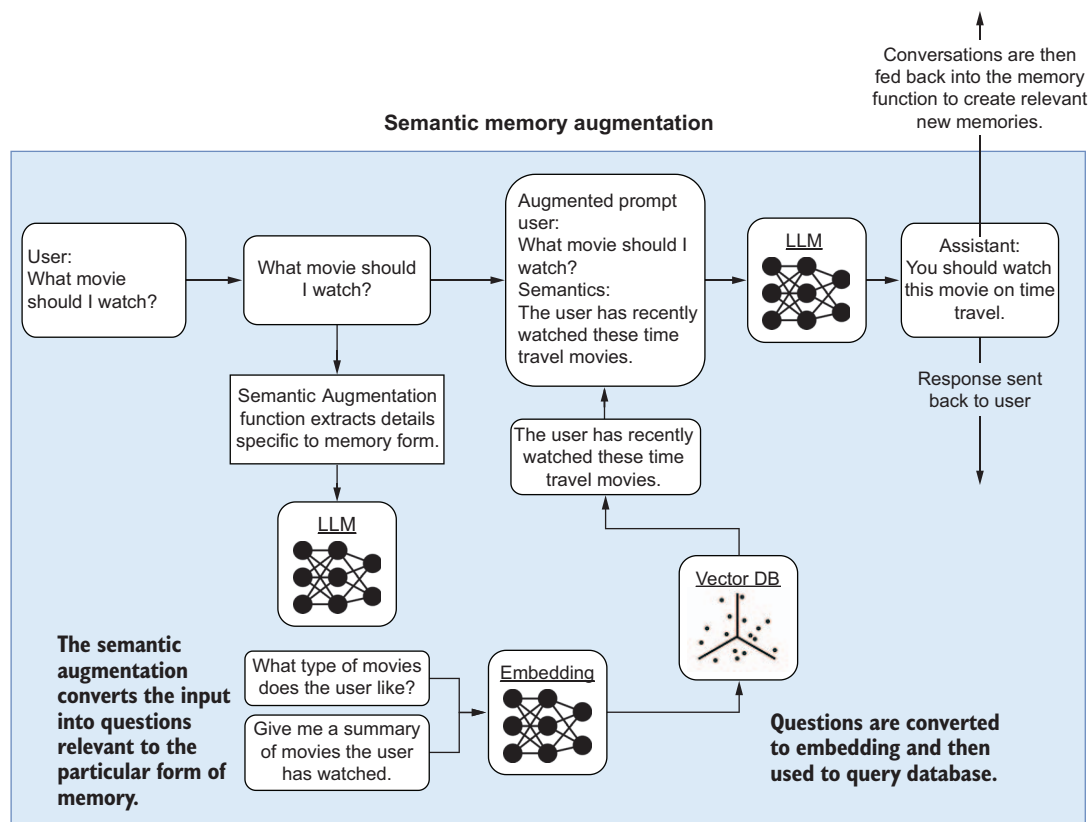 Conversations are then
fed back into the memory
function to create relevant
new memories.
Semantic memory augmentation
User:
What movie
should I watch?
What movie should
I watch?
Augmented prompt
user:
What movie should I
watch?
Semantics:
The user has recently
watched these time
travel movies.
LLM
Assistant:
You should watch
this movie on time
travel.
Response sent
back to user
Semantic Augmentation
function extracts details
specific to memory form.
The user has recently
watched these time
travel movies.
LLM
Vector DB
The semantic
augmentation
converts the input
into questions
relevant to the
particular form of
memory.
What type of movies
does the user like?
Give me a summary
of movies the user
has watched.
Embedding
Questions are converted
to embedding and then
used to query database.